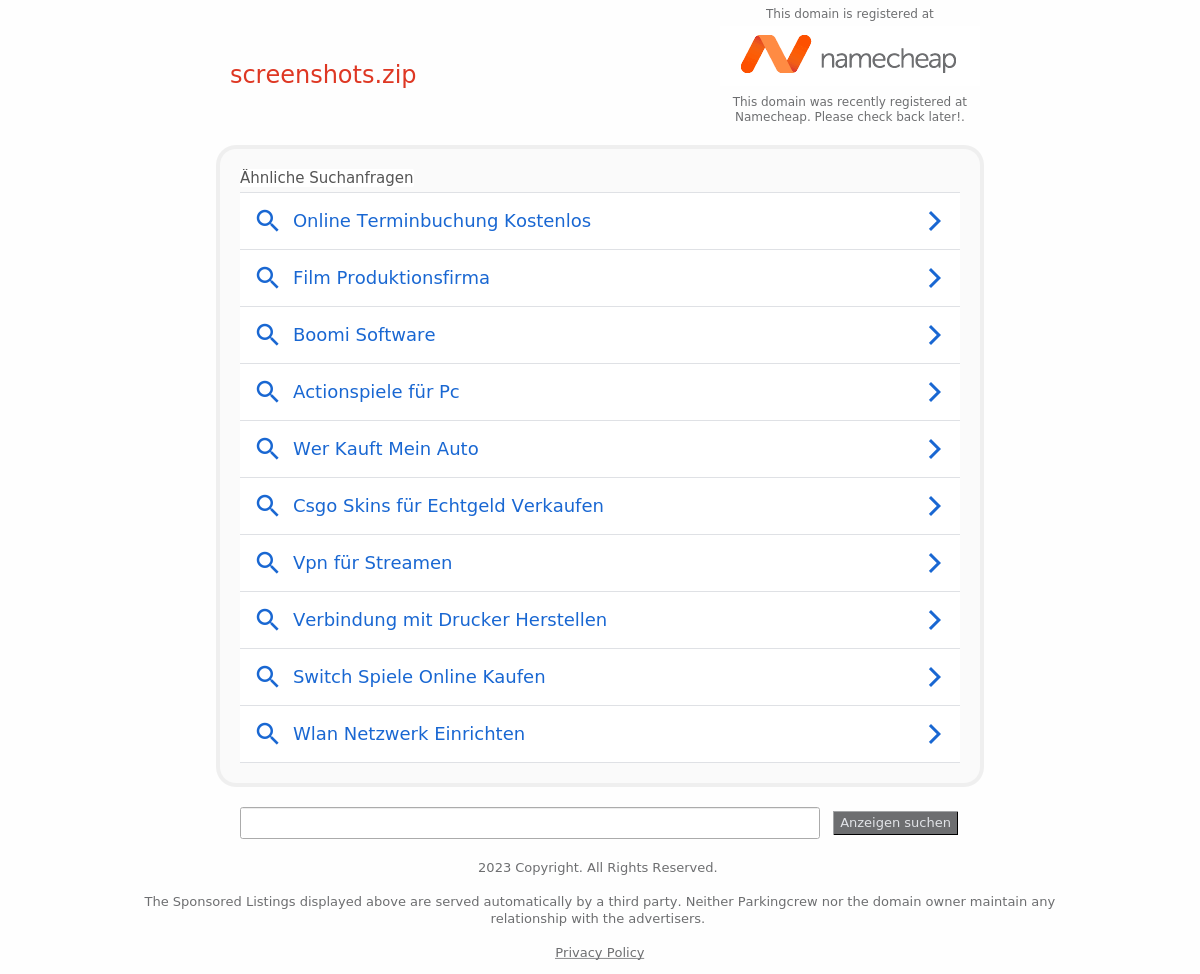 This domain is registered at
screenshots.zip
namecheap
This domain was recently registered at
Namecheap. Please check back later!.
Ähnliche Suchanfragen
Online Terminbuchung Kostenlos
Film Produktionsfirma
Boomi Software
Actionspiele für Pc
Wer Kauft Mein Auto
Csgo Skins für Echtgeld Verkaufen
Vpn für Streamen
Verbindung mit Drucker Herstellen
Switch Spiele Online Kaufen
Wlan Netzwerk Einrichten
Anzeigen suchen
2023 Copyright. All Rights Reserved.
The Sponsored Listings displayed above are served automatically by a third party. Neither Parkingcrew nor the domain owner maintain any
relationship with the advertisers.
Privacy Policy